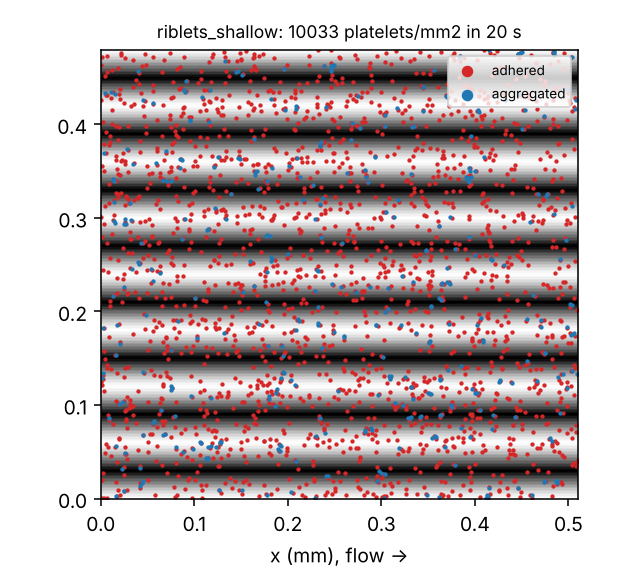 riblets_shallow: 10033 platelets/mm2 in 20 s
adhered
aggregated
0.4
0.3
0.2
0.1
0.0
0.0 0.1 0.2 0.3 0.4 0.5
x (mm), flow →